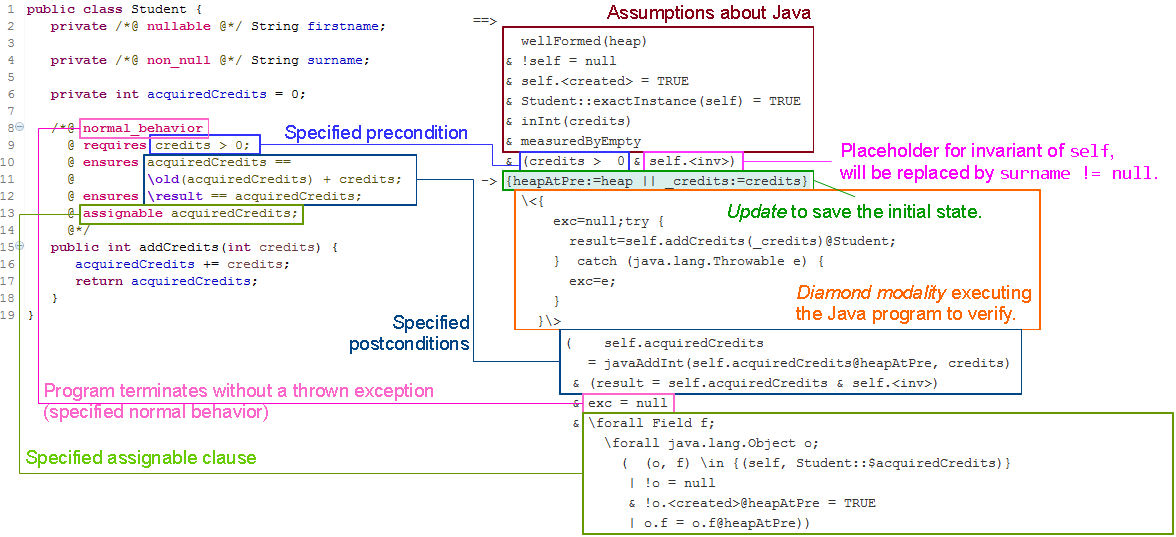 1 public class Student {
2 private /*@ nullable @*/ String firstname;
3
4 private /*@ non_null @*/ String surname;
5
6 private int acquiredCredits = 0;
7
8 /*@ normal_behavior
9 @ requires credits > 0;
10 @ ensures acquiredCredits ==
11 @ \old(acquiredCredits) + credits;
12 @ ensures \result == acquiredCredits;
13 @ assignable acquiredCredits;
14 @*/
15 public int addCredits(int credits) {
16 acquiredCredits += credits;
17 return acquiredCredits;
18 }
19 }
Specified precondition
Specified
postconditions
Program terminates without a thrown exception
(specified normal behavior)
Specified assignable clause
==>
Assumptions about Java
wellFormed(heap)
& !self = null
& self.<created> = TRUE
& Student::exactInstance(self) = TRUE
& inInt(credits)
& measuredByEmpty
& (credits > 0 & self.<inv>)
-> {heapAtPre:=heap || _credits:=credits}
\<{
exc=null;try {
result=self.addCredits(_credits)@Student;
} catch (java.lang.Throwable e) {
exc=e;
}
}\>
( self.acquiredCredits
= javaAddInt(self.acquiredCredits@heapAtPre, credits)
& (result = self.acquiredCredits & self.<inv>)
& exc = null
& \forall Field f;
\forall java.lang.Object o;
( (o, f) \in {(self, Student::$acquiredCredits)}
| !o = null
& !o.<created>@heapAtPre = TRUE
| o.f = o.f@heapAtPre))
Placeholder for invariant of self,
will be replaced by surname != null.
Update to save the initial state.
Diamond modality executing
the Java program to verify.